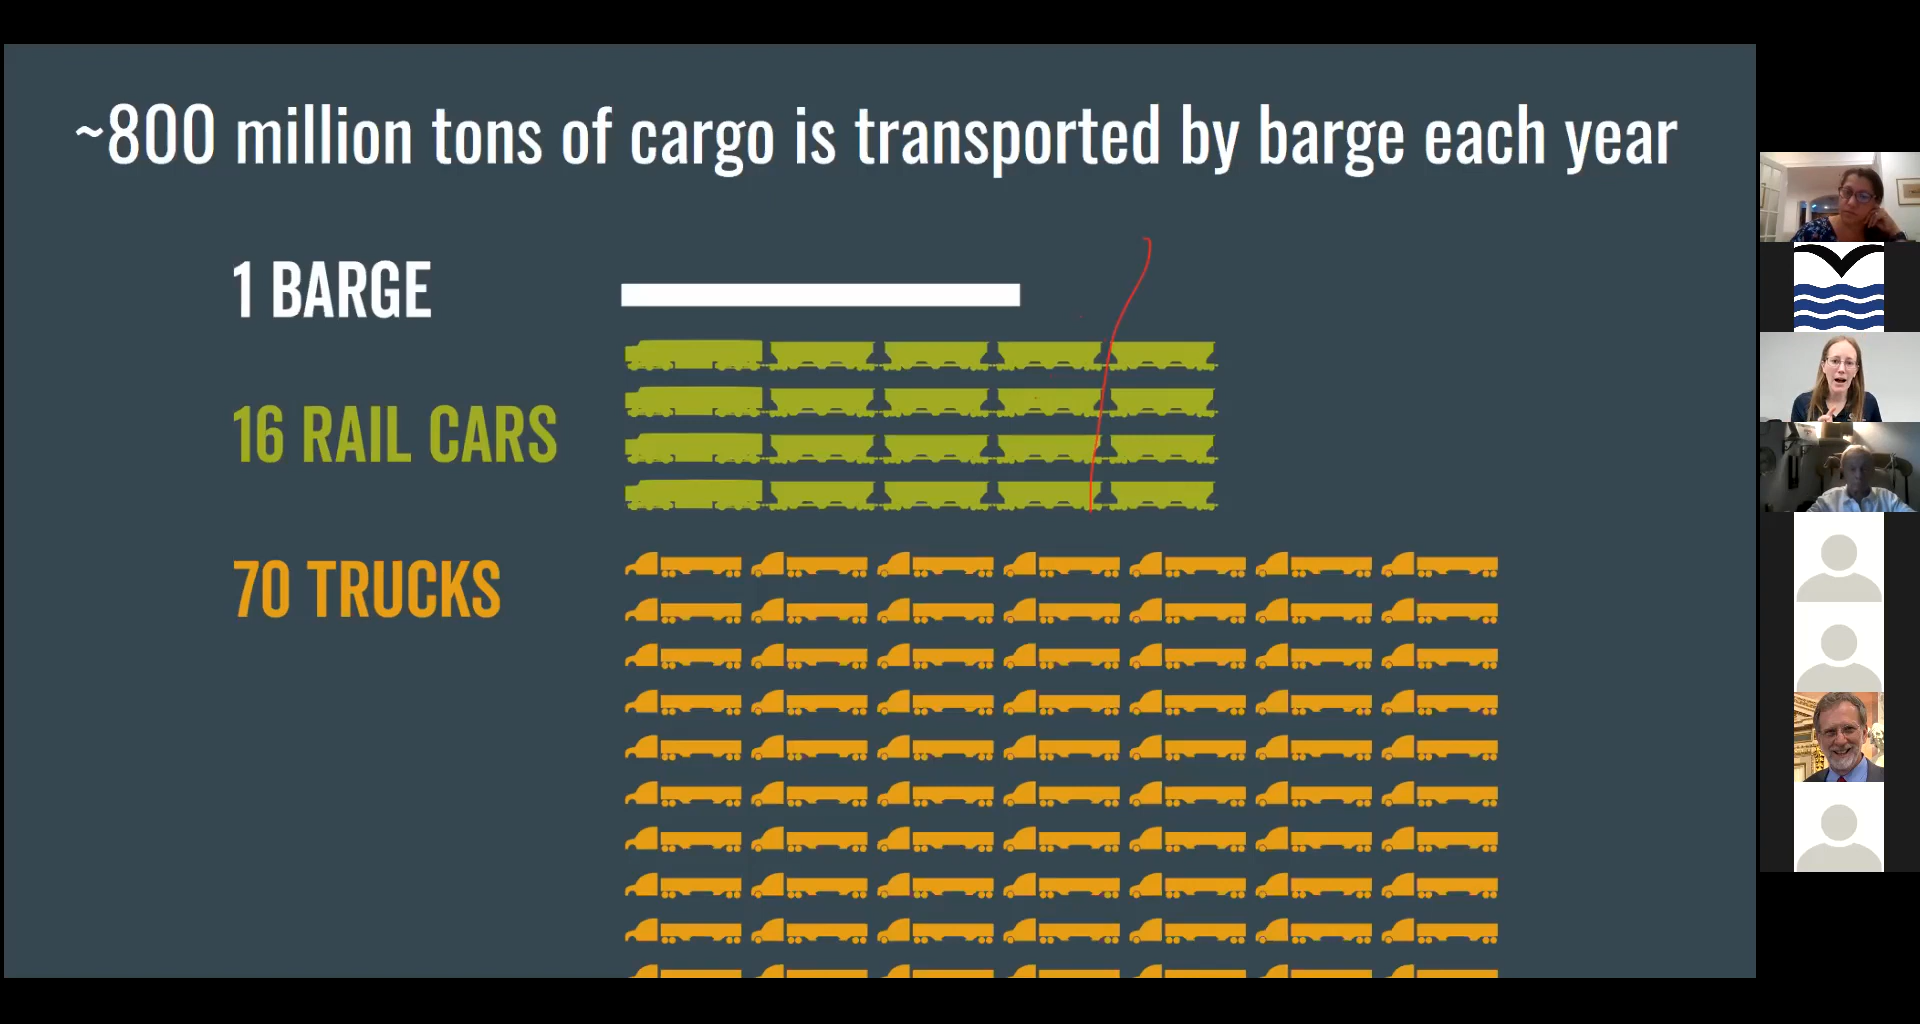 ~800 million tons of cargo is transported by barge each year
1 BARGE
16 RAIL CARS
70 TRUCKS